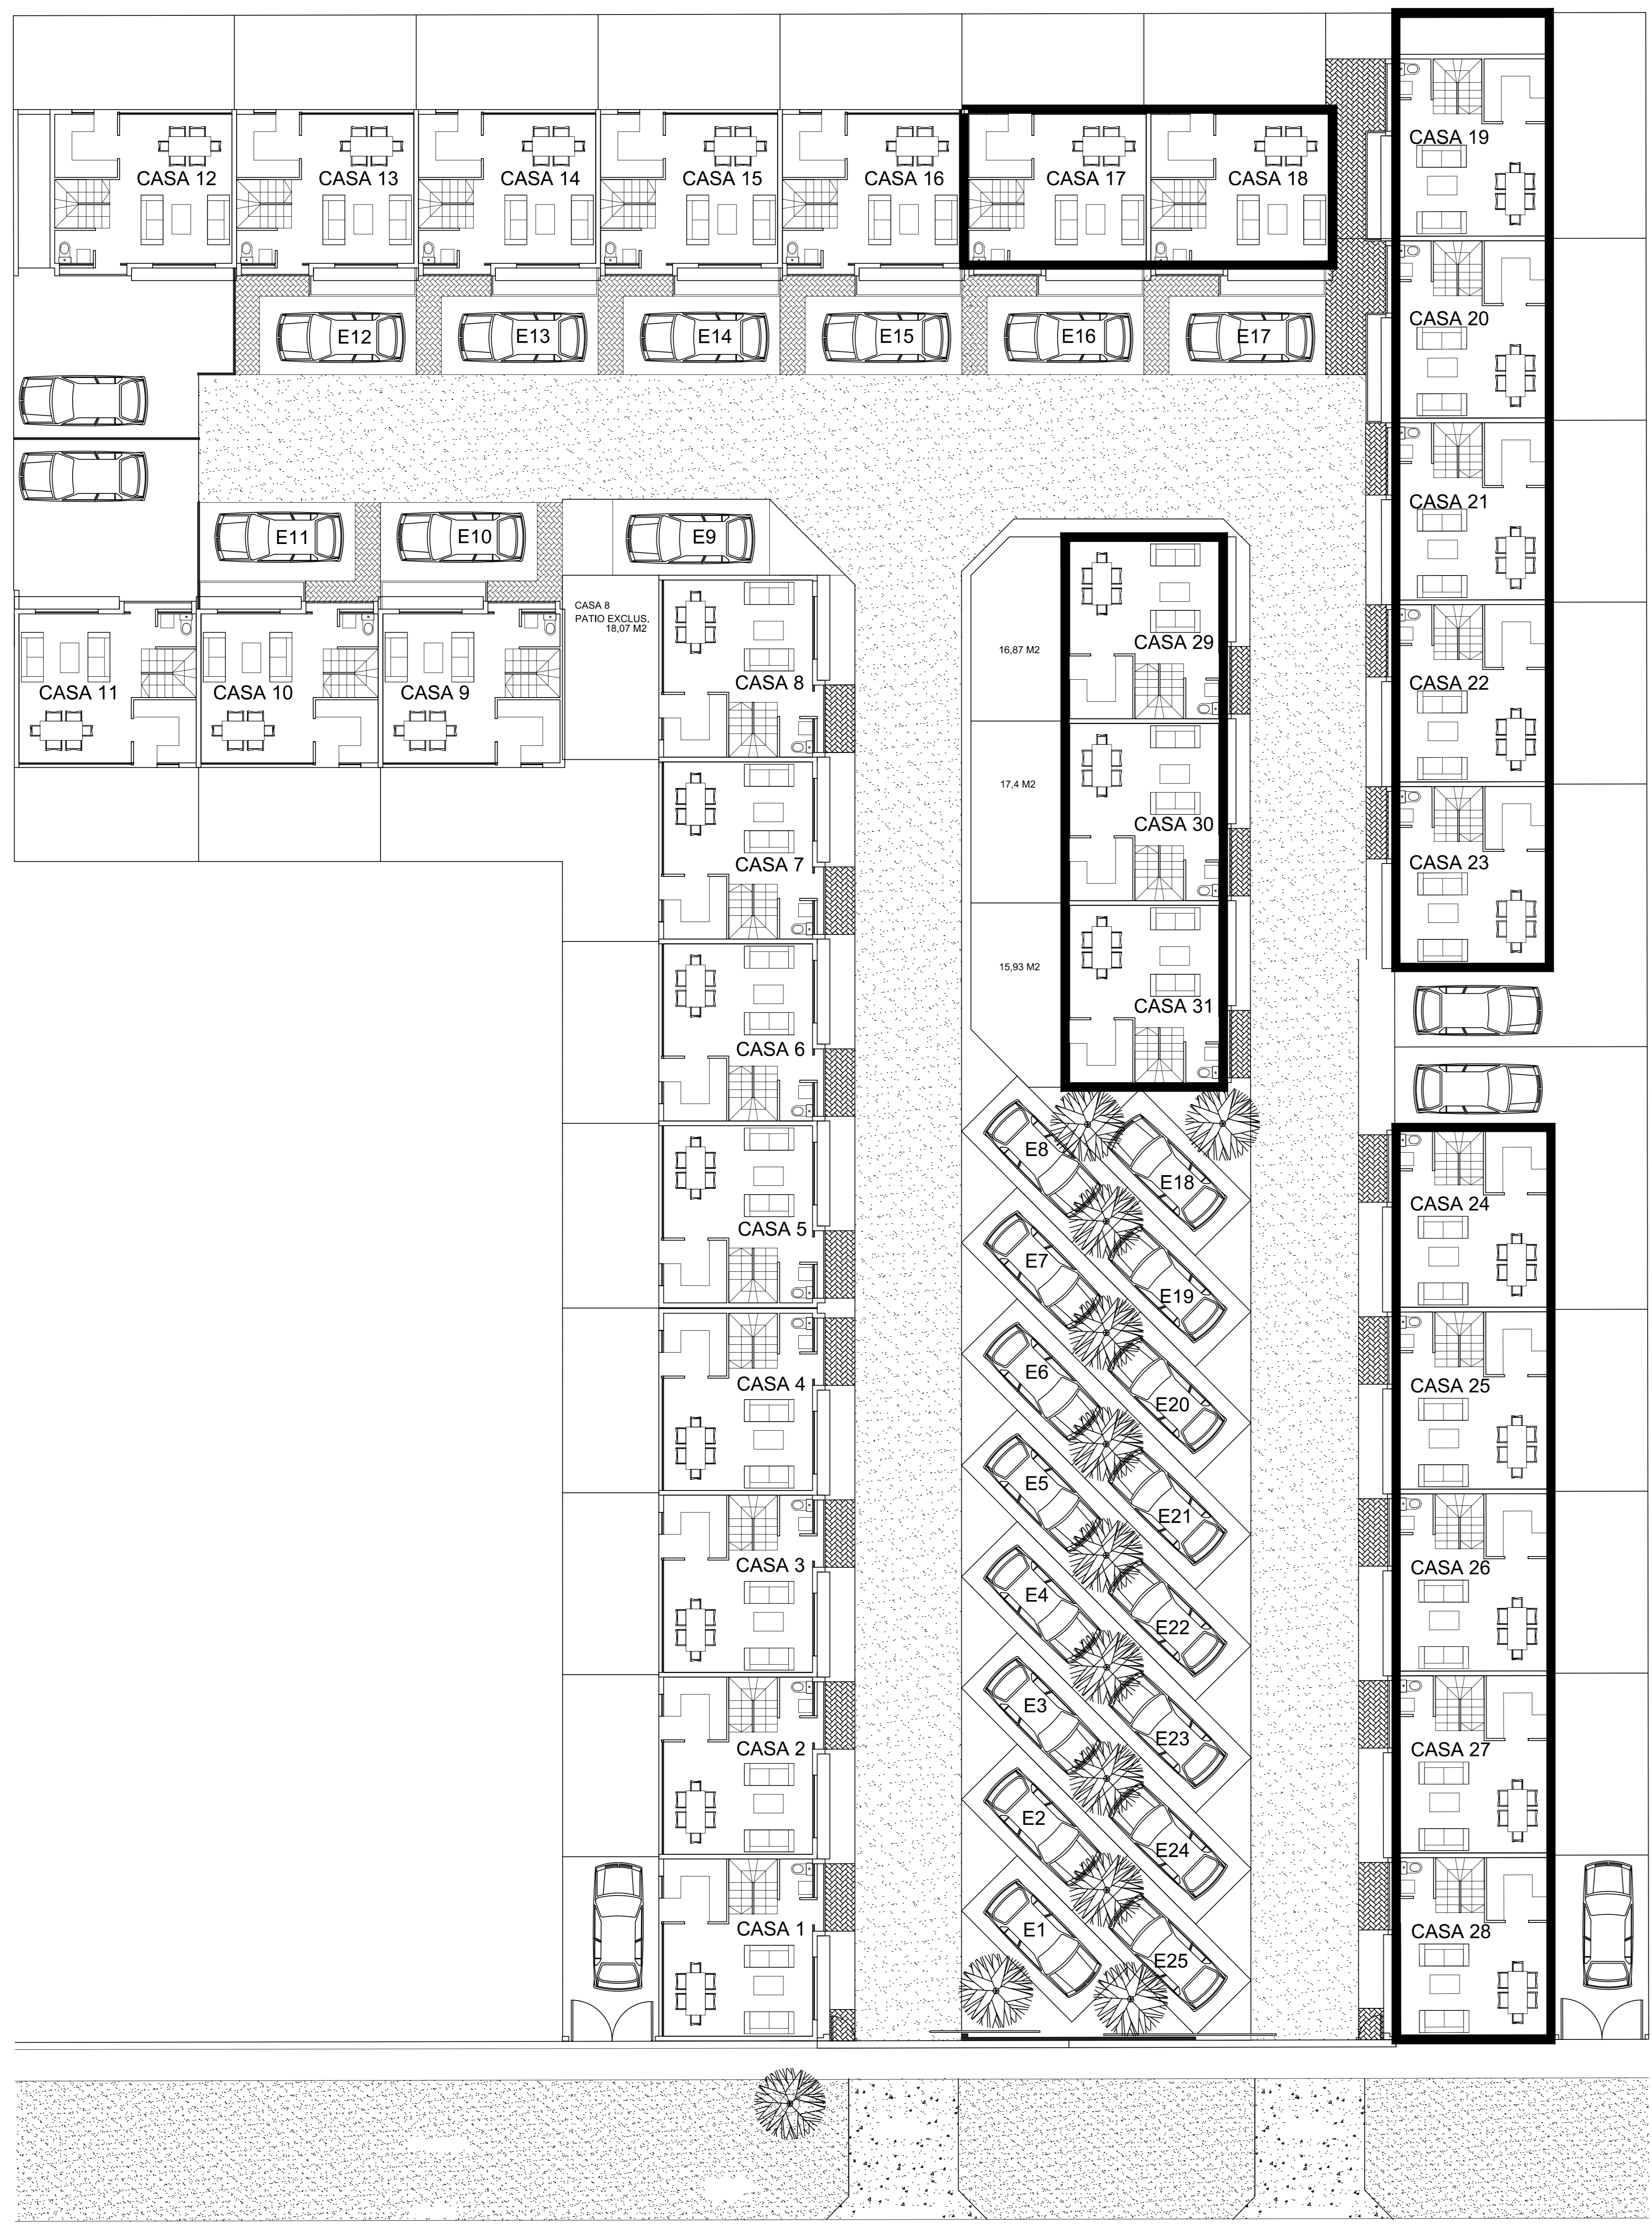 CASA 19
CASA 12
CASA 13
CASA 14
CASA 15
CASA 16
CASA 17
CASA 18
CASA 20
E12
E13
E14
E15
E16
E17
CASA 21
E11
E10
E9
CASA 8
PATIO EXCLUS.
18,07 M2
CASA 29
16,87 M2
CASA 11
CASA 10
CASA 9
CASA 8
CASA 22
17,4 M2
CASA 30
CASA 7
CASA 23
15,93 M2
CASA 31
CASA 6
E8
E18
CASA 24
CASA 5
E7
E19
CASA 4
E6
E20
CASA 25
E5
E21
CASA 3
E4
E22
CASA 26
E3
E23
CASA 2
CASA 27
E2
E24
CASA 1
E1
E25
CASA 28